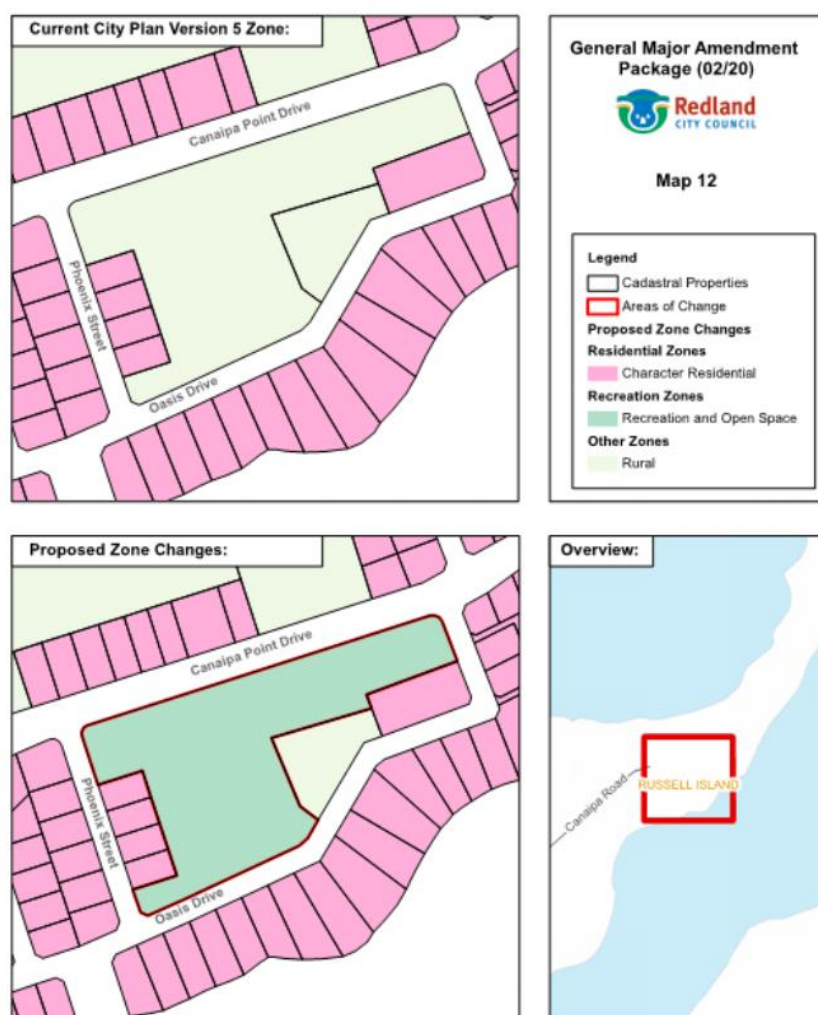 Current City Plan Version 5 Zone:
Canaipa Point Drive
Phoenix Street
Oasis Drive
General Major Amendment
Package (02/20)
Redland
CITY COUNCIL
Map 12
Legend
Cadastral Properties
Areas of Change
Proposed Zone Changes
Residential Zones
Character Residential
Recreation Zones
Recreation and Open Space
Other Zones
Rural
Proposed Zone Changes:
Canaipa Point Drive
Phoenix Street
Oasis Drive
Overview:
Canaipa Road
RUSSELL ISLAND